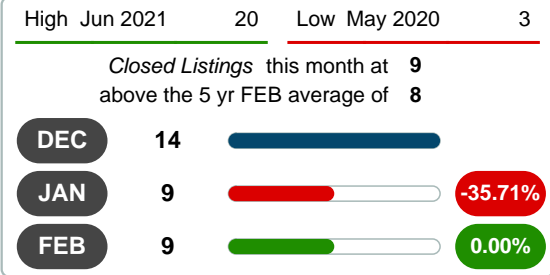 High Jun 2021 20 Low May 2020 3
Closed Listings this month at 9
above the 5 yr FEB average of 8
DEC 14
JAN 9 -35.71%
FEB 9 0.00%